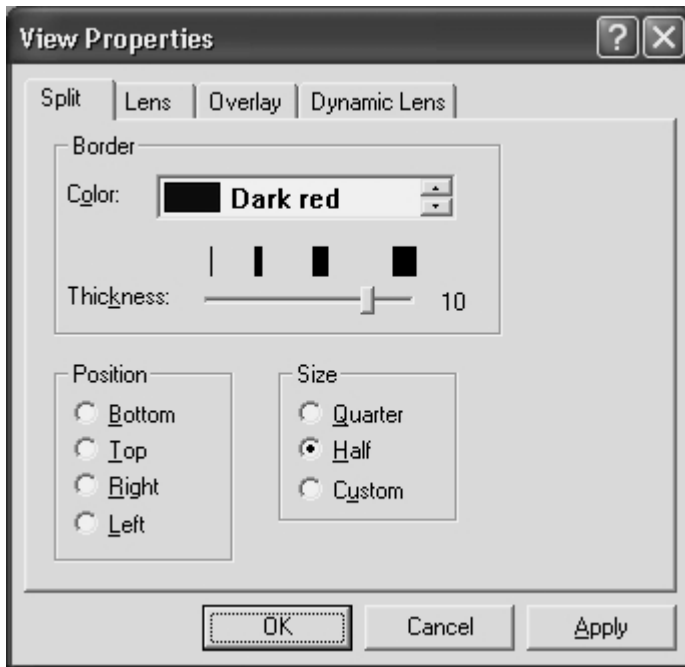 View Properties
Split Lens Overlay Dynamic Lens
Border
Color: Dark red
Thickness: 10
Position Size
Bottom Quarter
Top Half
Right Custom
Left
OK Cancel Apply